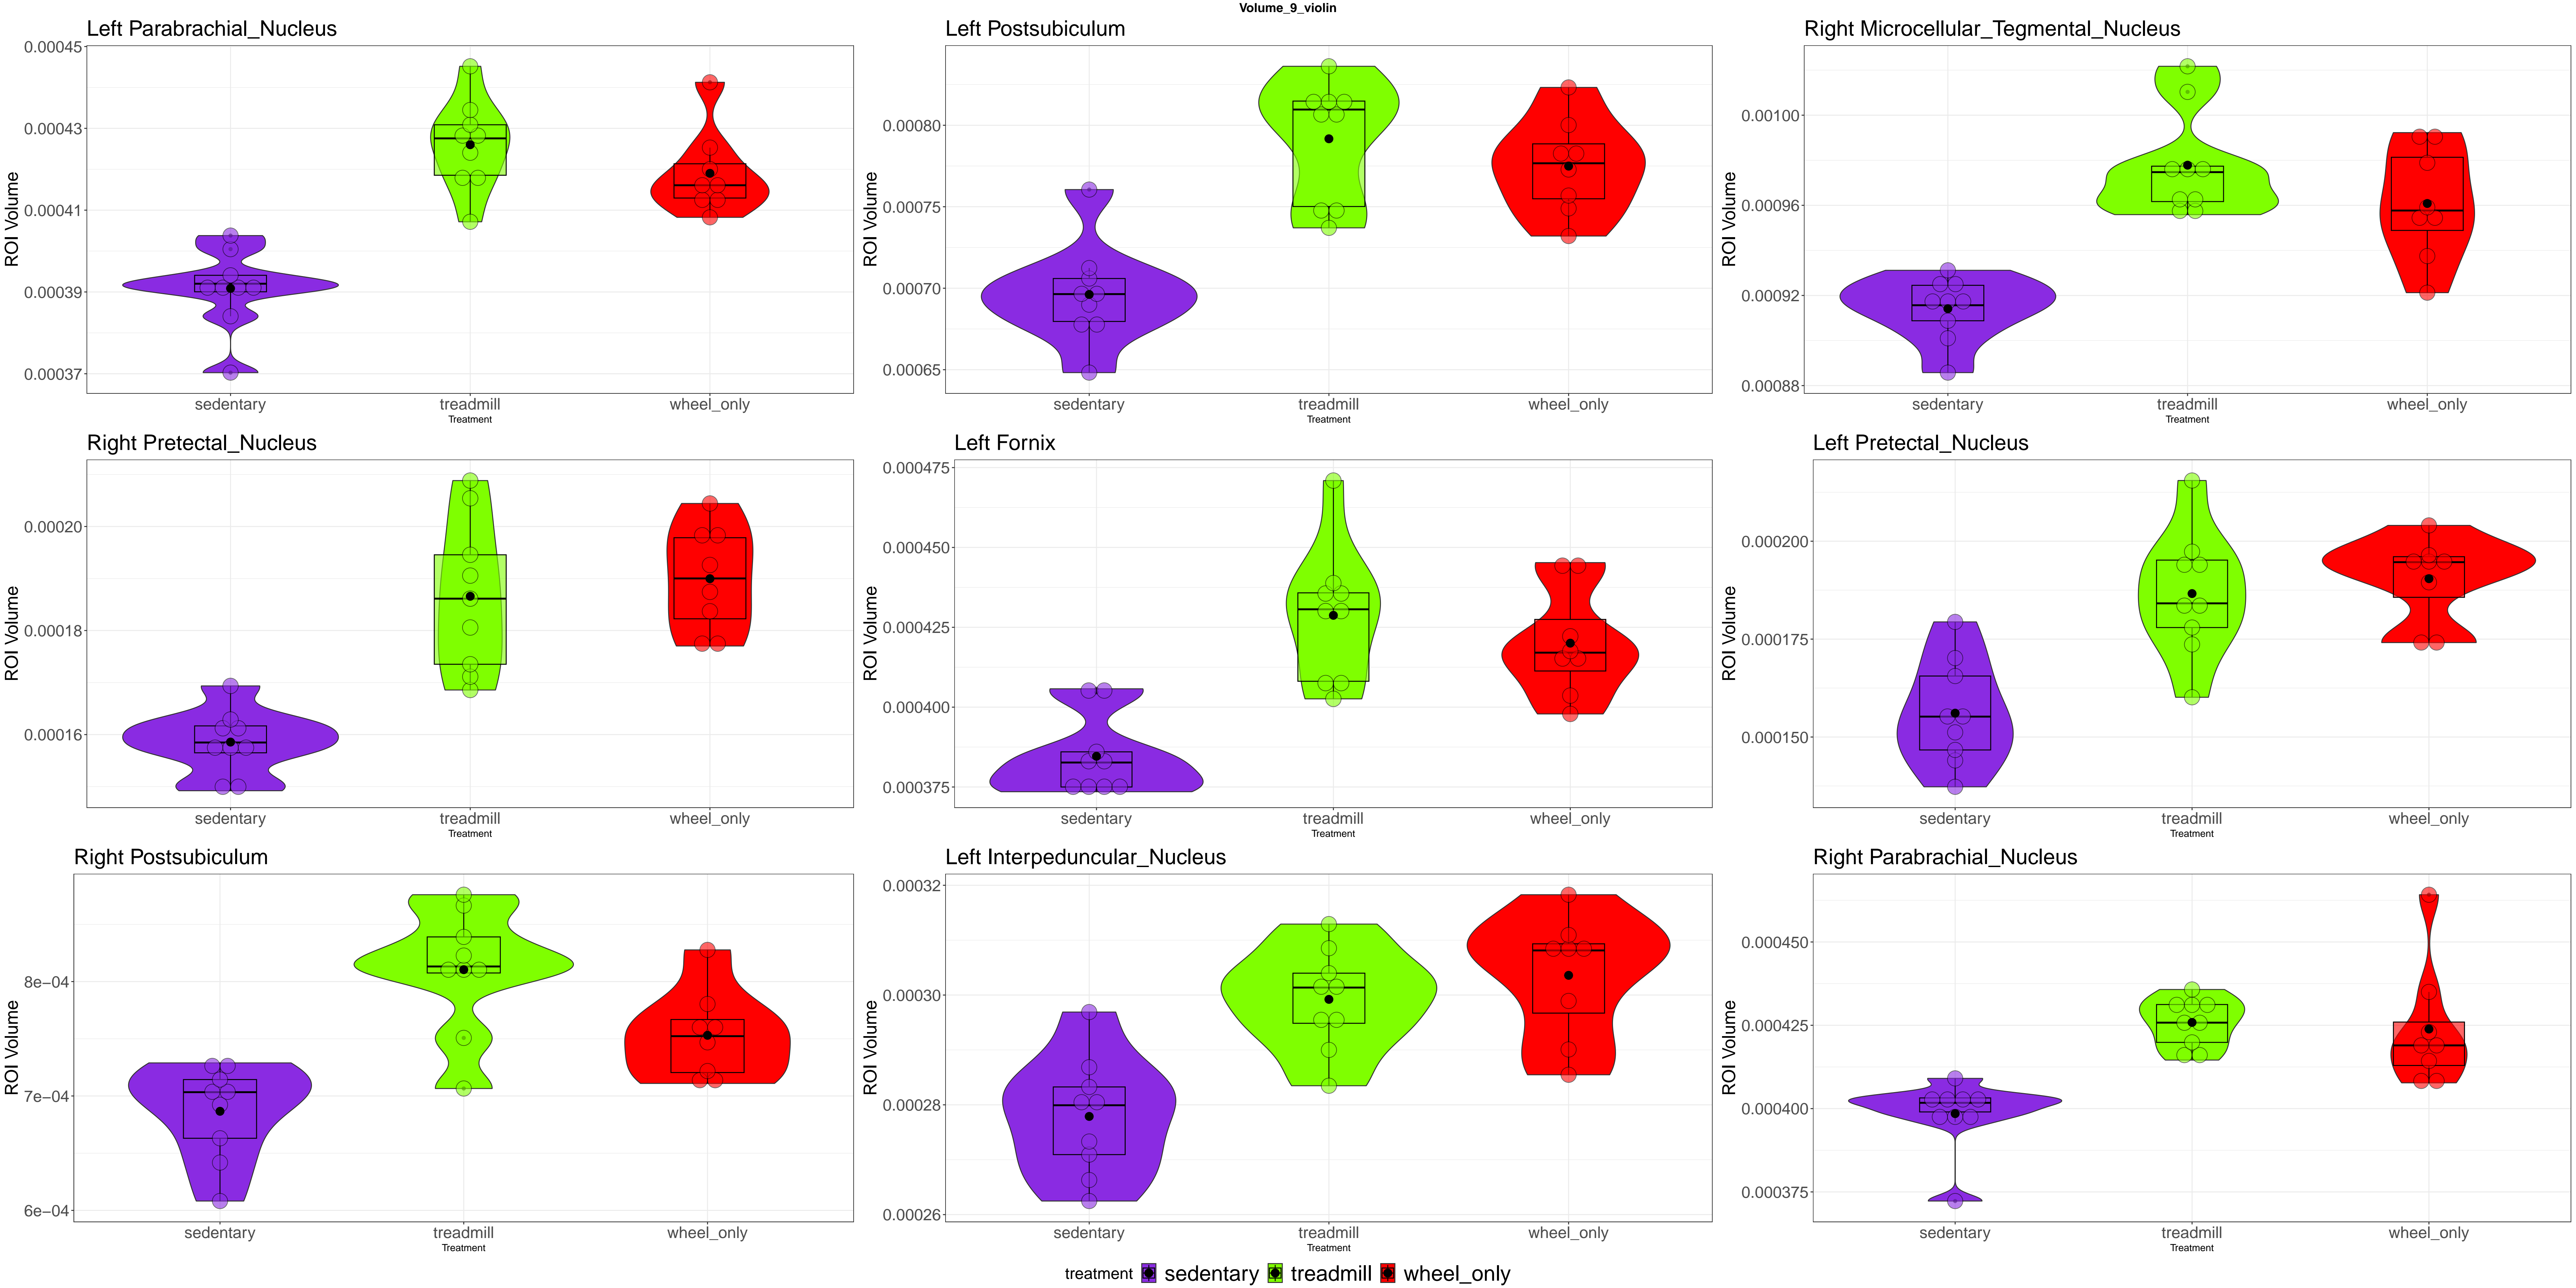 Volume_9_violin
Left Parabrachial_Nucleus
ROI Volume
0.00045
0.00043
0.00041
0.00039
0.00037
sedentary treadmill wheel_only
Treatment
Left Postsubiculum
ROI Volume
0.00080
0.00075
0.00070
0.00065
sedentary treadmill wheel_only
Treatment
Right Microcellular_Tegmental_Nucleus
ROI Volume
0.00100
0.00096
0.00092
0.00088
sedentary treadmill wheel_only
Treatment
Right Pretectal_Nucleus
ROI Volume
0.00020
0.00018
0.00016
sedentary treadmill wheel_only
Treatment
Left Fornix
ROI Volume
0.000475
0.000450
0.000425
0.000400
0.000375
sedentary treadmill wheel_only
Treatment
Left Pretectal_Nucleus
ROI Volume
0.000200
0.000175
0.000150
sedentary treadmill wheel_only
Treatment
Right Postsubiculum
ROI Volume
8e−04
7e−04
6e−04
sedentary treadmill wheel_only
Treatment
Left Interpeduncular_Nucleus
ROI Volume
0.00032
0.00030
0.00028
0.00026
sedentary treadmill wheel_only
Treatment
Right Parabrachial_Nucleus
ROI Volume
0.000450
0.000425
0.000400
0.000375
sedentary treadmill wheel_only
Treatment
treatment sedentary treadmill wheel_only